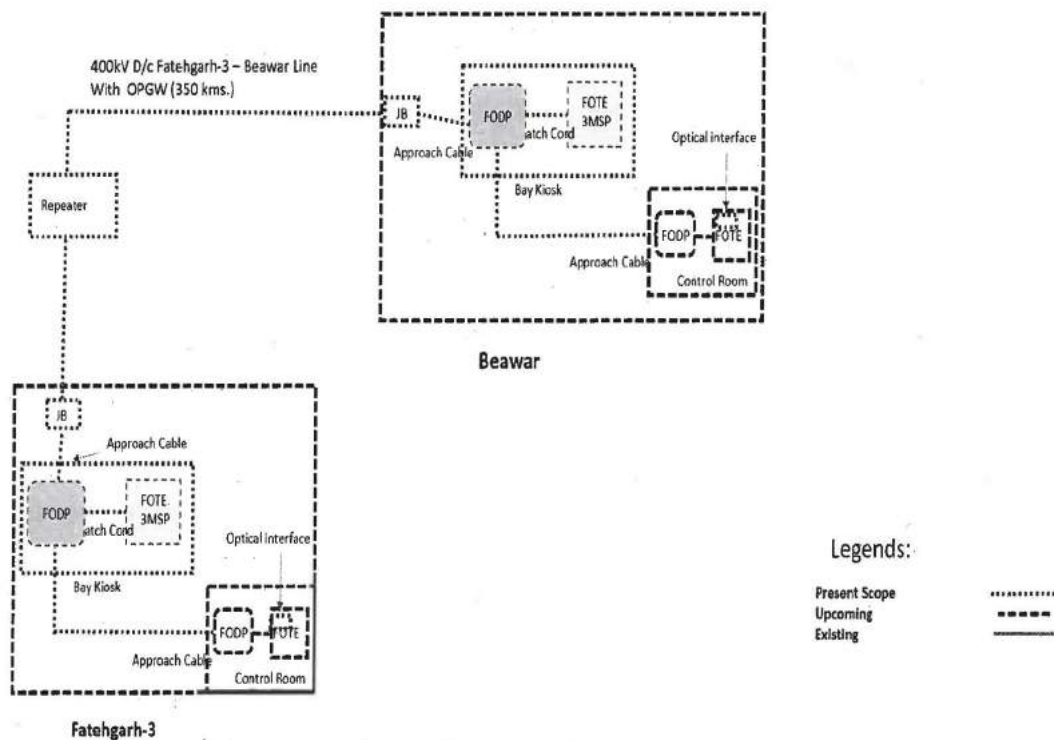 400kV D/c Fatehgarh-3 – Beawar Line
With OPGW (350 kms.)
JB
FODP
FOTE
3MSP
atch Cord
Approach Cable
Bay Kiosk
Optical interface
FODP
FOTE
Approach Cable
Control Room
Repeater
Beawar
JB
Approach Cable
FODP
FOTE
3MSP
atch Cord
Bay Kiosk
Optical interface
FODP
FOTE
Approach Cable
Control Room
Fatehgarh-3
Legends:
Present Scope
Upcoming
Existing